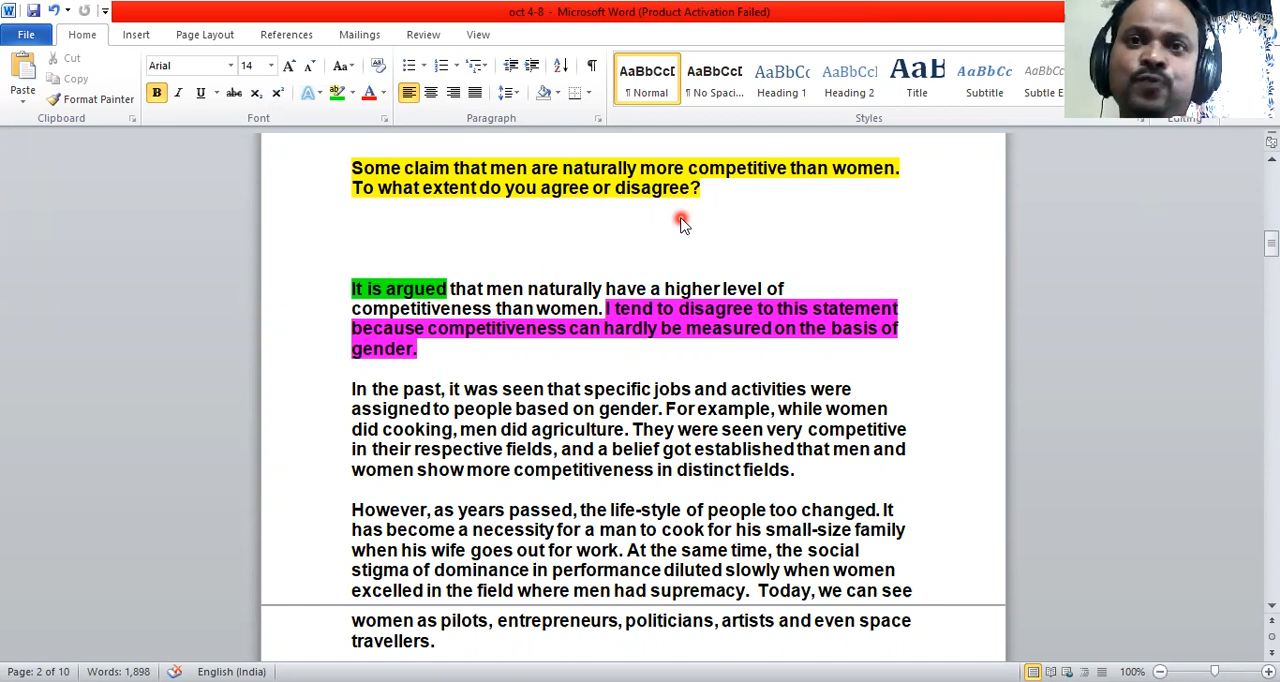 oct 4-8 - Microsoft Word (Product Activation Failed)
File Home Insert Page Layout References Mailings Review View
Cut
Copy
Format Painter
Paste
Arial 14
AaBbCcD AaBbCcD AaBbCc AaBbCc AaB AaBbCc AaBbCc
¶ Normal ¶ No Spaci... Heading 1 Heading 2 Title Subtitle Subtle E
Clipboard Font Paragraph Styles Editing
Some claim that men are naturally more competitive than women.
To what extent do you agree or disagree?
It is argued that men naturally have a higher level of
competitiveness than women. I tend to disagree to this statement
because competitiveness can hardly be measured on the basis of
gender.
In the past, it was seen that specific jobs and activities were
assigned to people based on gender. For example, while women
did cooking, men did agriculture. They were seen very competitive
in their respective fields, and a belief got established that men and
women show more competitiveness in distinct fields.
However, as years passed, the life-style of people too changed. It
has become a necessity for a man to cook for his small-size family
when his wife goes out for work. At the same time, the social
stigma of dominance in performance diluted slowly when women
excelled in the field where men had supremacy.  Today, we can see
women as pilots, entrepreneurs, politicians, artists and even space
travellers.
Page: 2 of 10 Words: 1,898 English (India) 100%